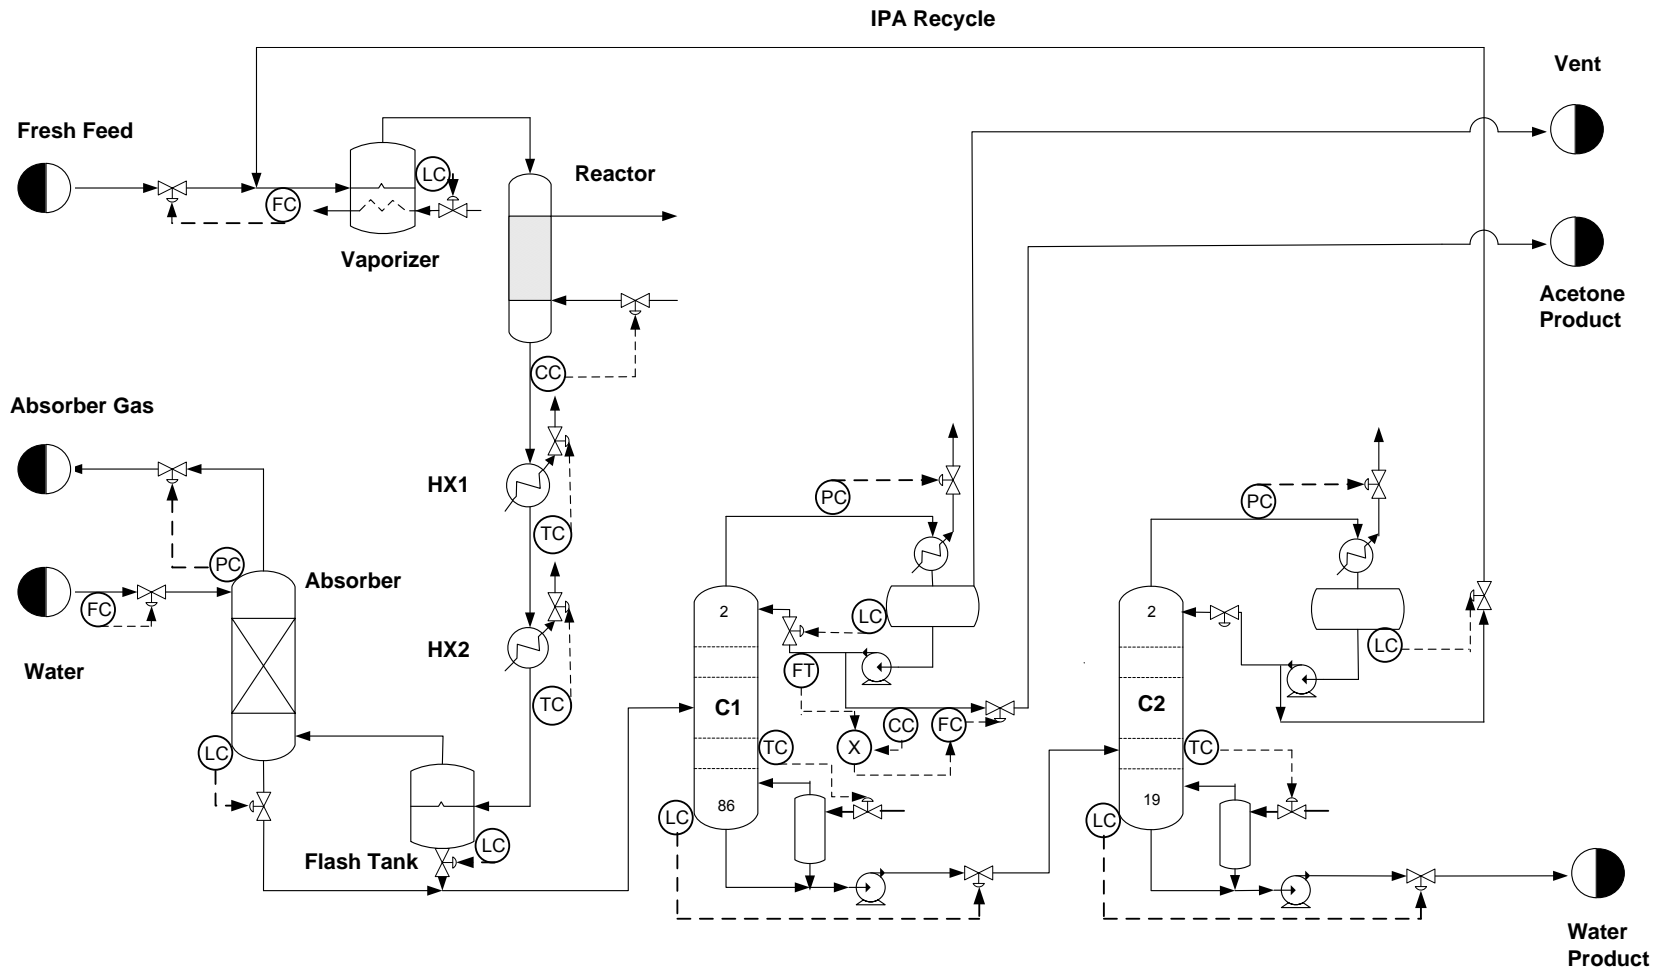 IPA Recycle
Vent
Fresh Feed
LC
Reactor
FC
Vaporizer
Acetone
Product
CC
Absorber Gas
HX1
PC
PC
TC
PC
Absorber
FC
LC
2
2
HX2
LC
Water
FT
TC
C1
CC
FC
C2
X
TC
TC
LC
86
19
LC
LC
LC
Flash Tank
Water
Product